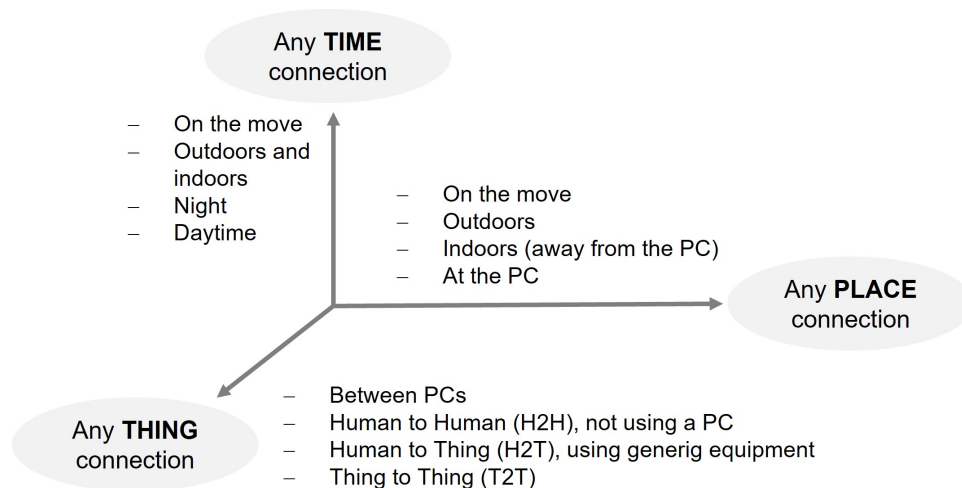 Any TIME
connection
– On the move
– Outdoors and
indoors
– Night
– Daytime
– On the move
– Outdoors
– Indoors (away from the PC)
– At the PC
Any PLACE
connection
Any THING
connection
– Between PCs
– Human to Human (H2H), not using a PC
– Human to Thing (H2T), using generig equipment
– Thing to Thing (T2T)